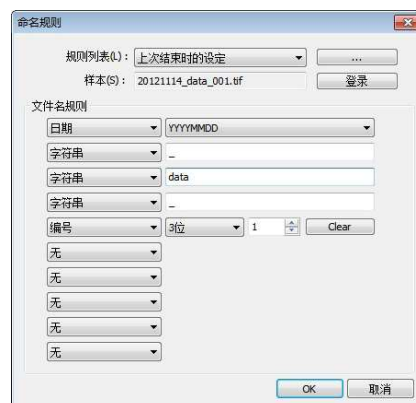 命名规则
规则列表(L)： 上次结束时的设定 ...
样本(S)： 20121114_data_001.tif 登录
文件名规则
日期 YYYYMMDD
字符串 _
字符串 data
字符串 _
编号 3位 1 Clear
无
无
无
无
无
OK 取消